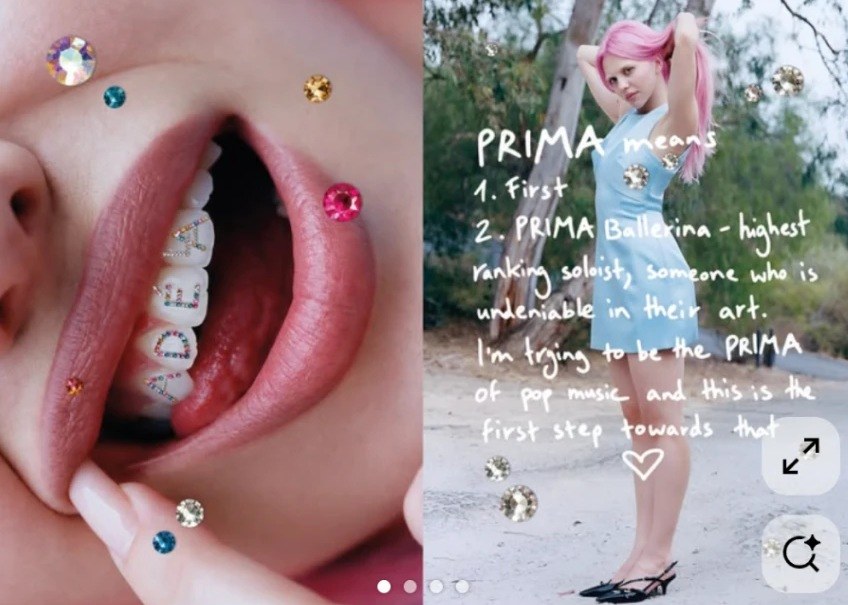 PRIMA means
1. First
2. PRIMA Ballerina - highest
ranking soloist, someone who is
undeniable in their art.
I'm trying to be the PRIMA
of pop music and this is the
first step towards that